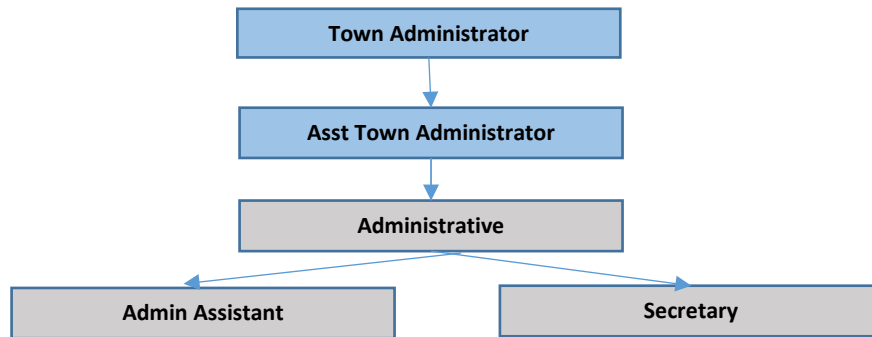 Town Administrator
Asst Town Administrator
Administrative
Admin Assistant
Secretary